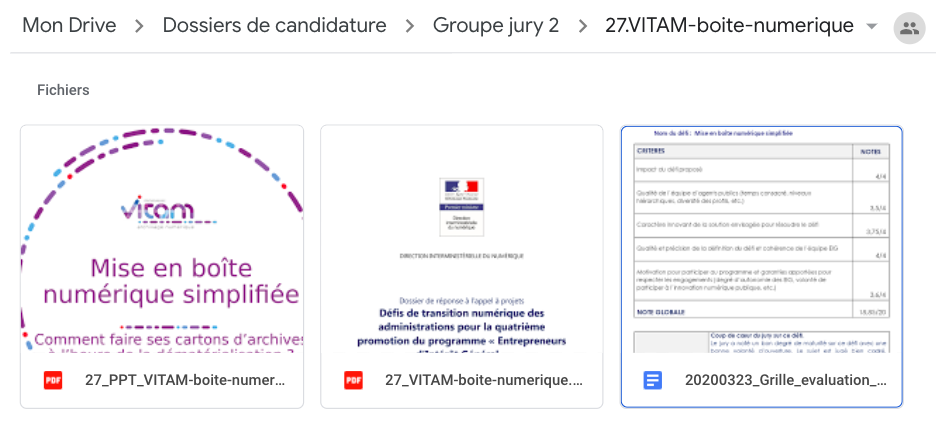 Mon Drive > Dossiers de candidature > Groupe jury 2 > 27.VITAM-boite-numerique
Fichiers
vitam
archivage numérique
Mise en boîte
numérique simplifiée
Comment faire ses cartons d'archives
à l'heure de la dématérialisation ?
27_PPT_VITAM-boite-numer...
Premier ministre
Direction
interministérielle
du numérique
DIRECTION INTERMINISTÉRIELLE DU NUMÉRIQUE
Dossier de réponse à l'appel à projets
Défis de transition numérique des
administrations pour la quatrième
promotion du programme « Entrepreneurs
d'Intérêt Général
27_VITAM-boite-numerique....
Nom du défi : Mise en boîte numérique simplifiée
CRITERES NOTES
Impact du défi proposé
4/4
Qualité de l'équipe d'agents publics (temps consacré, niveaux
hiérarchiques, diversité des profils, etc.)
3,5/4
Caractère innovant de la solution envisagée pour résoudre le défi
3,75/4
Qualité et précision de la définition du défi et cohérence de l'équipe EIG
4/4
Motivation pour participer au programme et garanties apportées pour
respecter les engagements (degré d'autonomie des EIG, volonté de
participer à l'innovation numérique publique, etc.)
3,6/4
NOTE GLOBALE 18,85/20
Coup de cœur du jury sur ce défi
Le jury a noté un bon degré de maturité sur ce défi avec une
bonne volonté d'ouverture. Le sujet est bien cadré,
20200323_Grille_evaluation_...